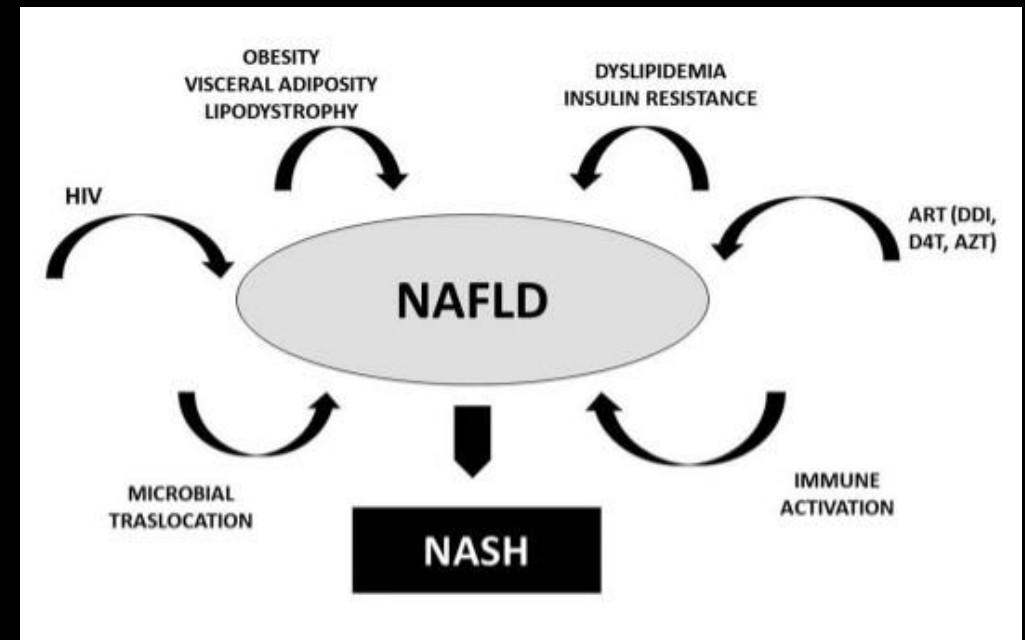 OBESITY
VISCERAL ADIPOSITY
LIPODYSTROPHY
DYSLIPIDEMIA
INSULIN RESISTANCE
HIV
ART (DDI,
D4T, AZT)
NAFLD
MICROBIAL
TRASLOCATION
IMMUNE
ACTIVATION
NASH